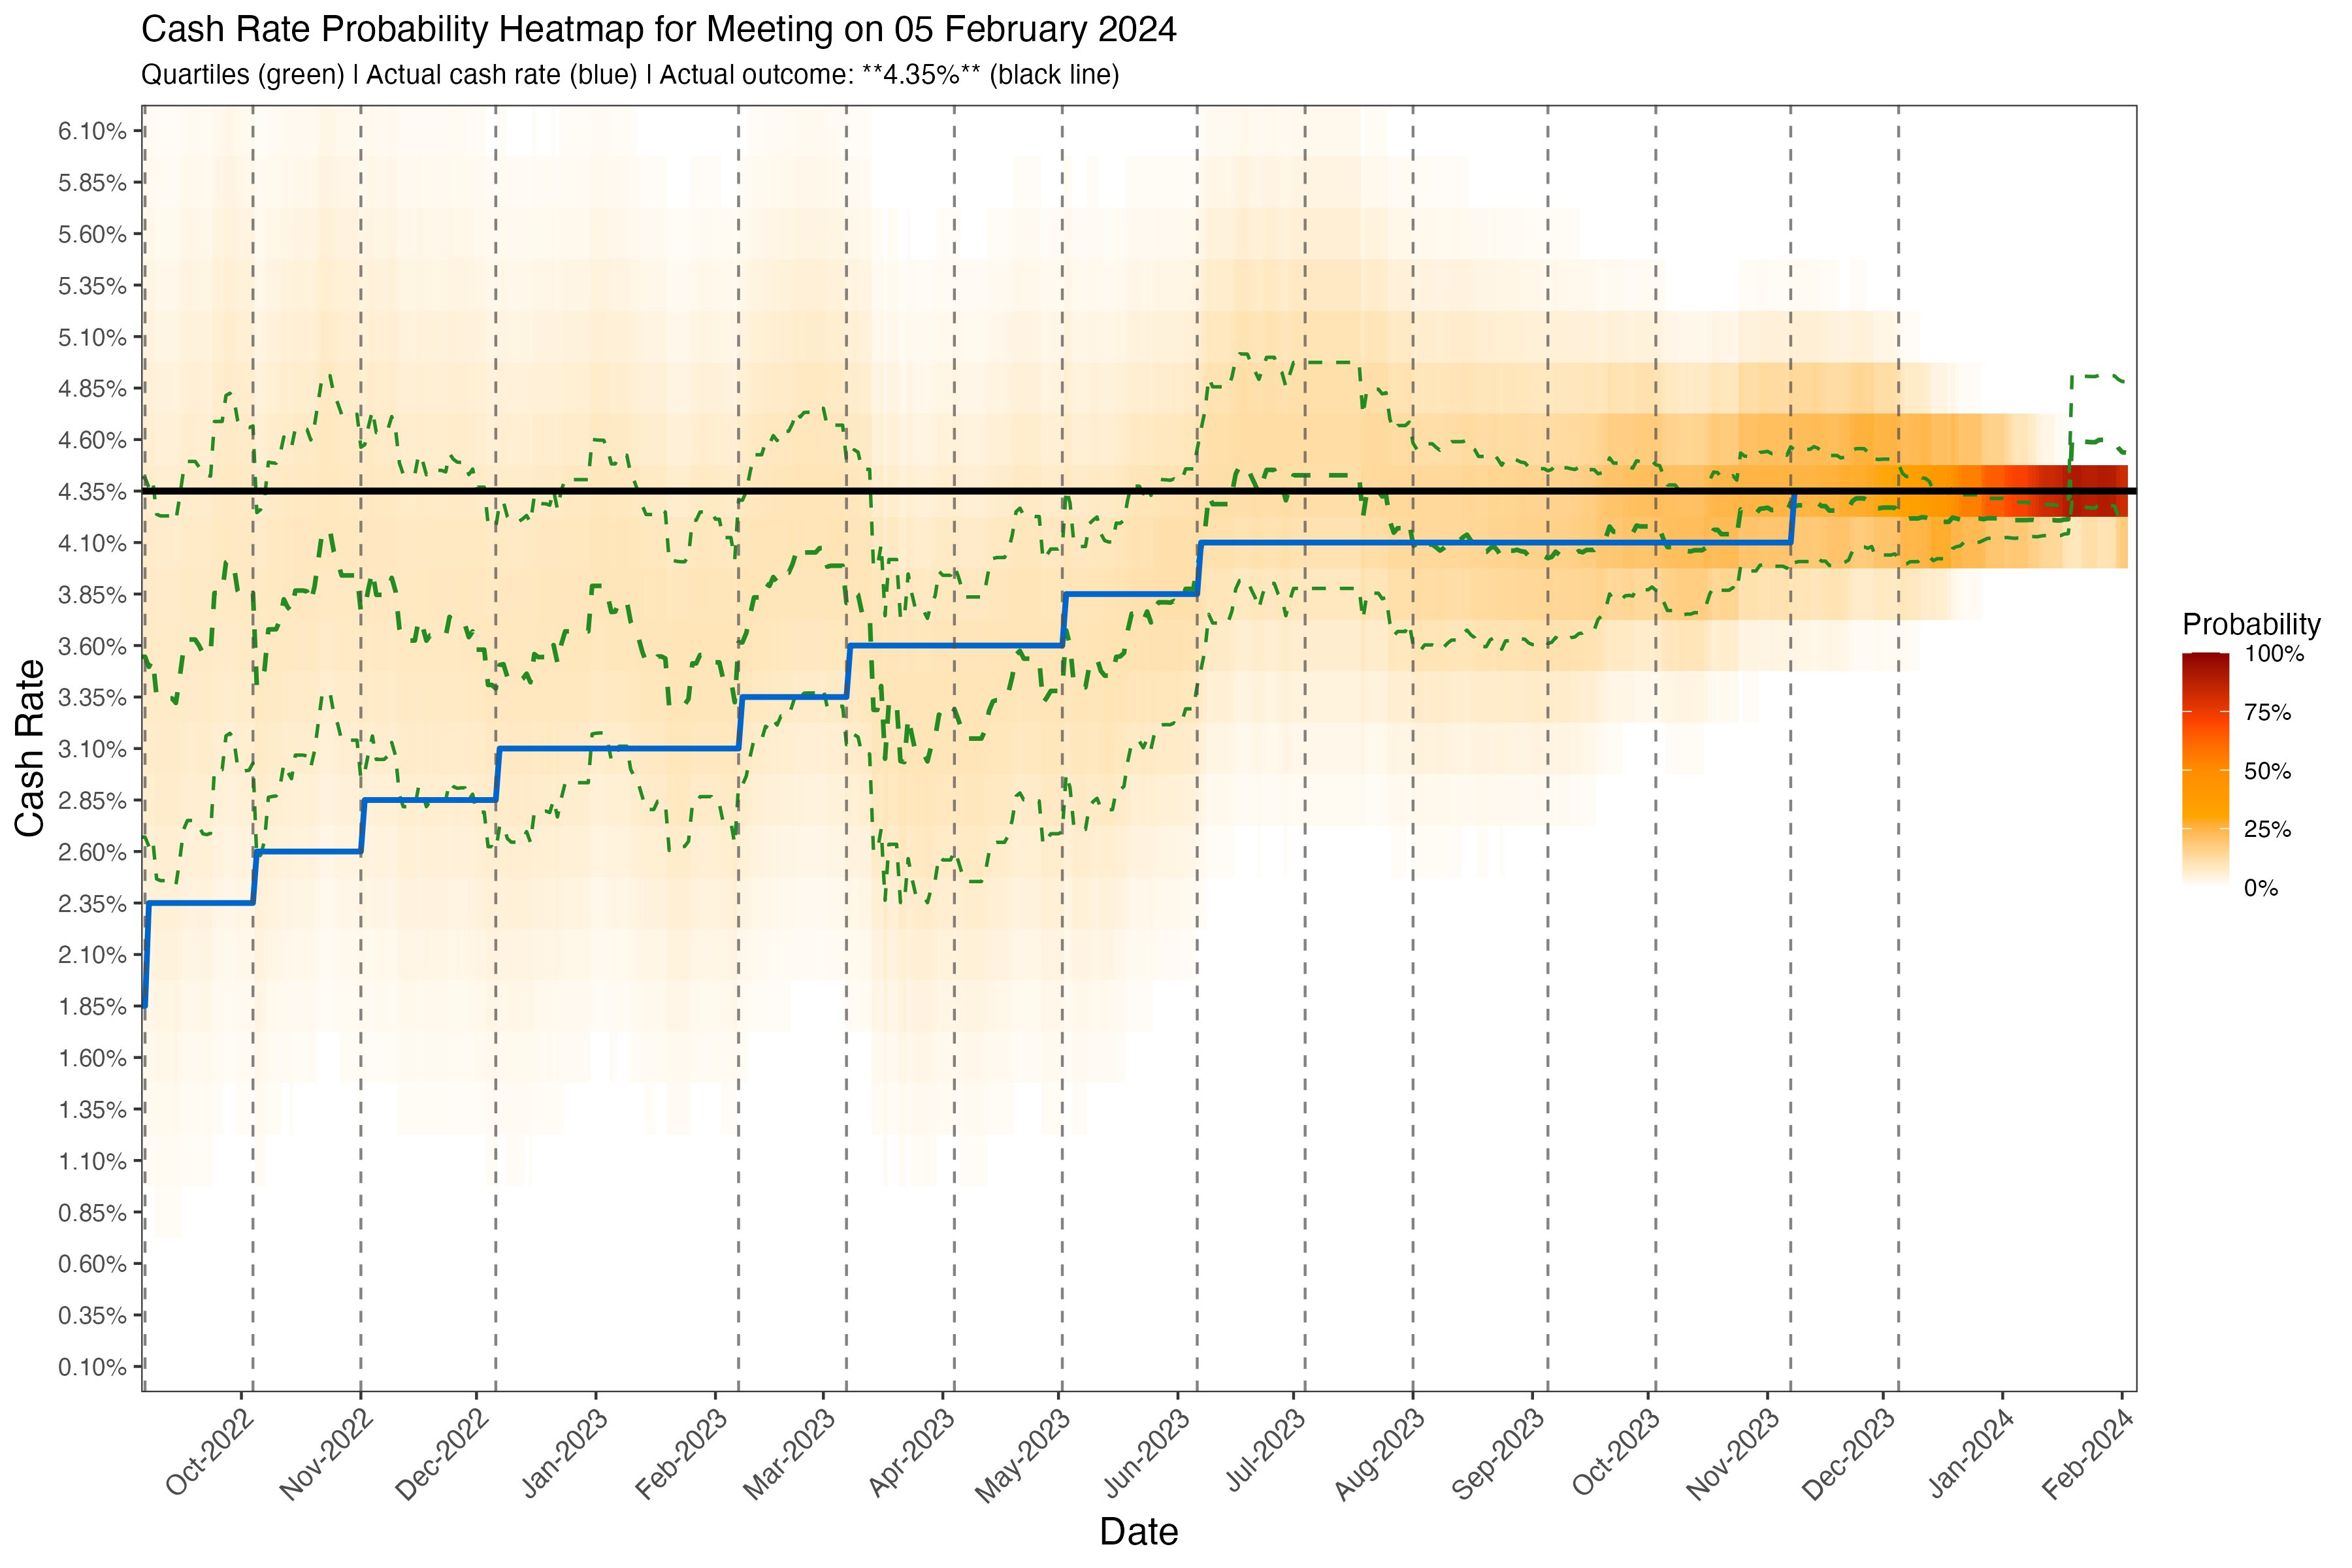 Cash Rate Probability Heatmap for Meeting on 05 February 2024
Quartiles (green) | Actual cash rate (blue) | Actual outcome: **4.35%** (black line)
6.10%
5.85%
5.60%
5.35%
5.10%
4.85%
4.60%
4.35%
4.10%
3.85%
3.60%
3.35%
3.10%
2.85%
2.60%
2.35%
2.10%
1.85%
1.60%
1.35%
1.10%
0.85%
0.60%
0.35%
0.10%
Cash Rate
Oct-2022
Nov-2022
Dec-2022
Jan-2023
Feb-2023
Mar-2023
Apr-2023
May-2023
Jun-2023
Jul-2023
Aug-2023
Sep-2023
Oct-2023
Nov-2023
Dec-2023
Jan-2024
Feb-2024
Date
Probability
100%
75%
50%
25%
0%